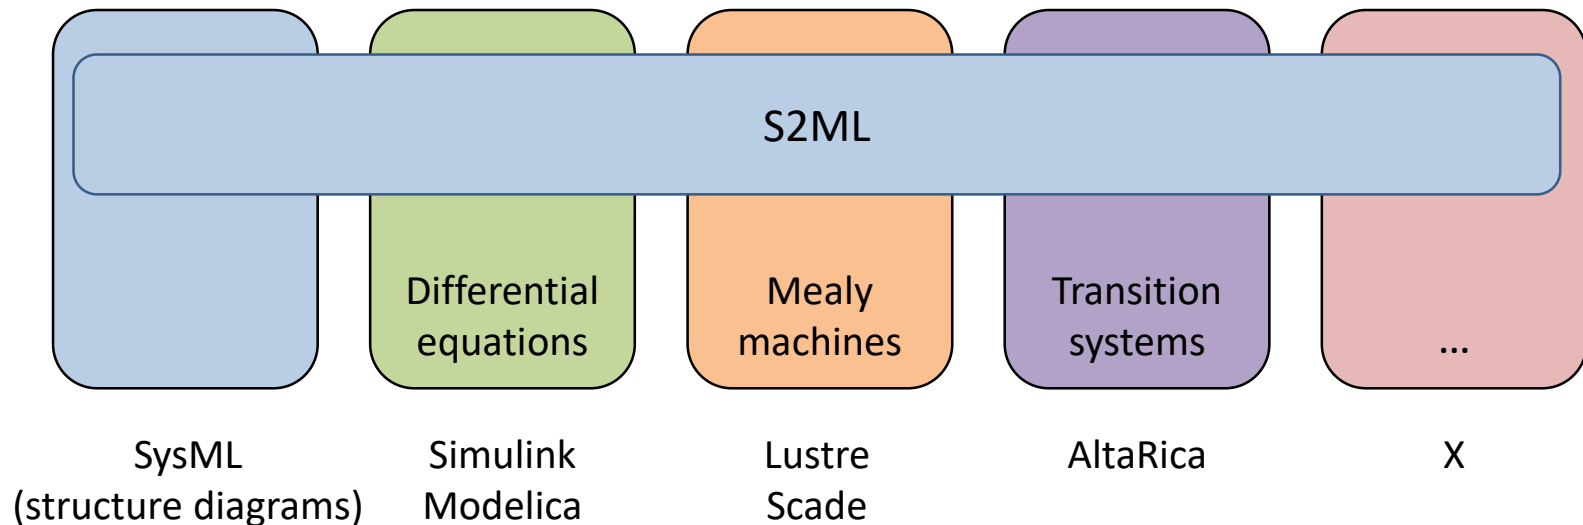 S2ML
Differential
equations
Mealy
machines
Transition
systems
...
SysML
(structure diagrams)
Simulink
Modelica
Lustre
Scade
AltaRica
X